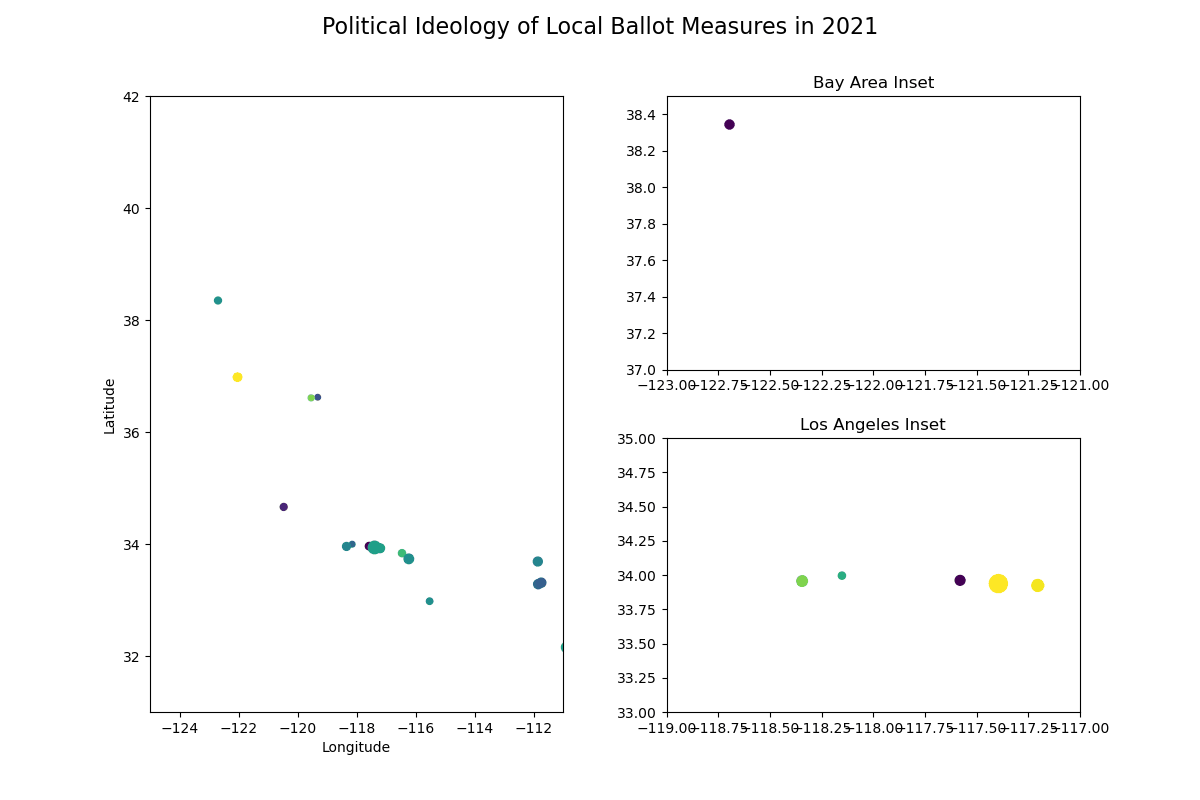 Political Ideology of Local Ballot Measures in 2021
42
40
38
36
34
32
Latitude
−124 −122 −120 −118 −116 −114 −112
Longitude
Bay Area Inset
38.4
38.2
38.0
37.8
37.6
37.4
37.2
37.0
−123.00 −122.75 −122.50 −122.25 −122.00 −121.75 −121.50 −121.25 −121.00
Los Angeles Inset
35.00
34.75
34.50
34.25
34.00
33.75
33.50
33.25
33.00
−119.00 −118.75 −118.50 −118.25 −118.00 −117.75 −117.50 −117.25 −117.00